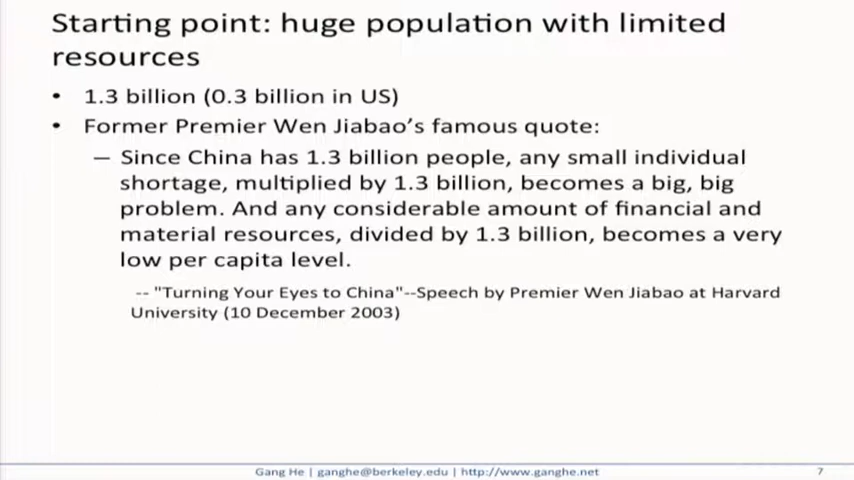 Starting point: huge population with limited
resources
• 1.3 billion (0.3 billion in US)
• Former Premier Wen Jiabao’s famous quote:
— Since China has 1.3 billion people, any small individual
shortage, multiplied by 1.3 billion, becomes a big, big
problem. And any considerable amount of financial and
material resources, divided by 1.3 billion, becomes a very
low per capita level.
-- "Turning Your Eyes to China"--Speech by Premier Wen Jiabao at Harvard
University (10 December 2003)
Gang He | ganghe@berkeley.edu | http://www.ganghe.net
7